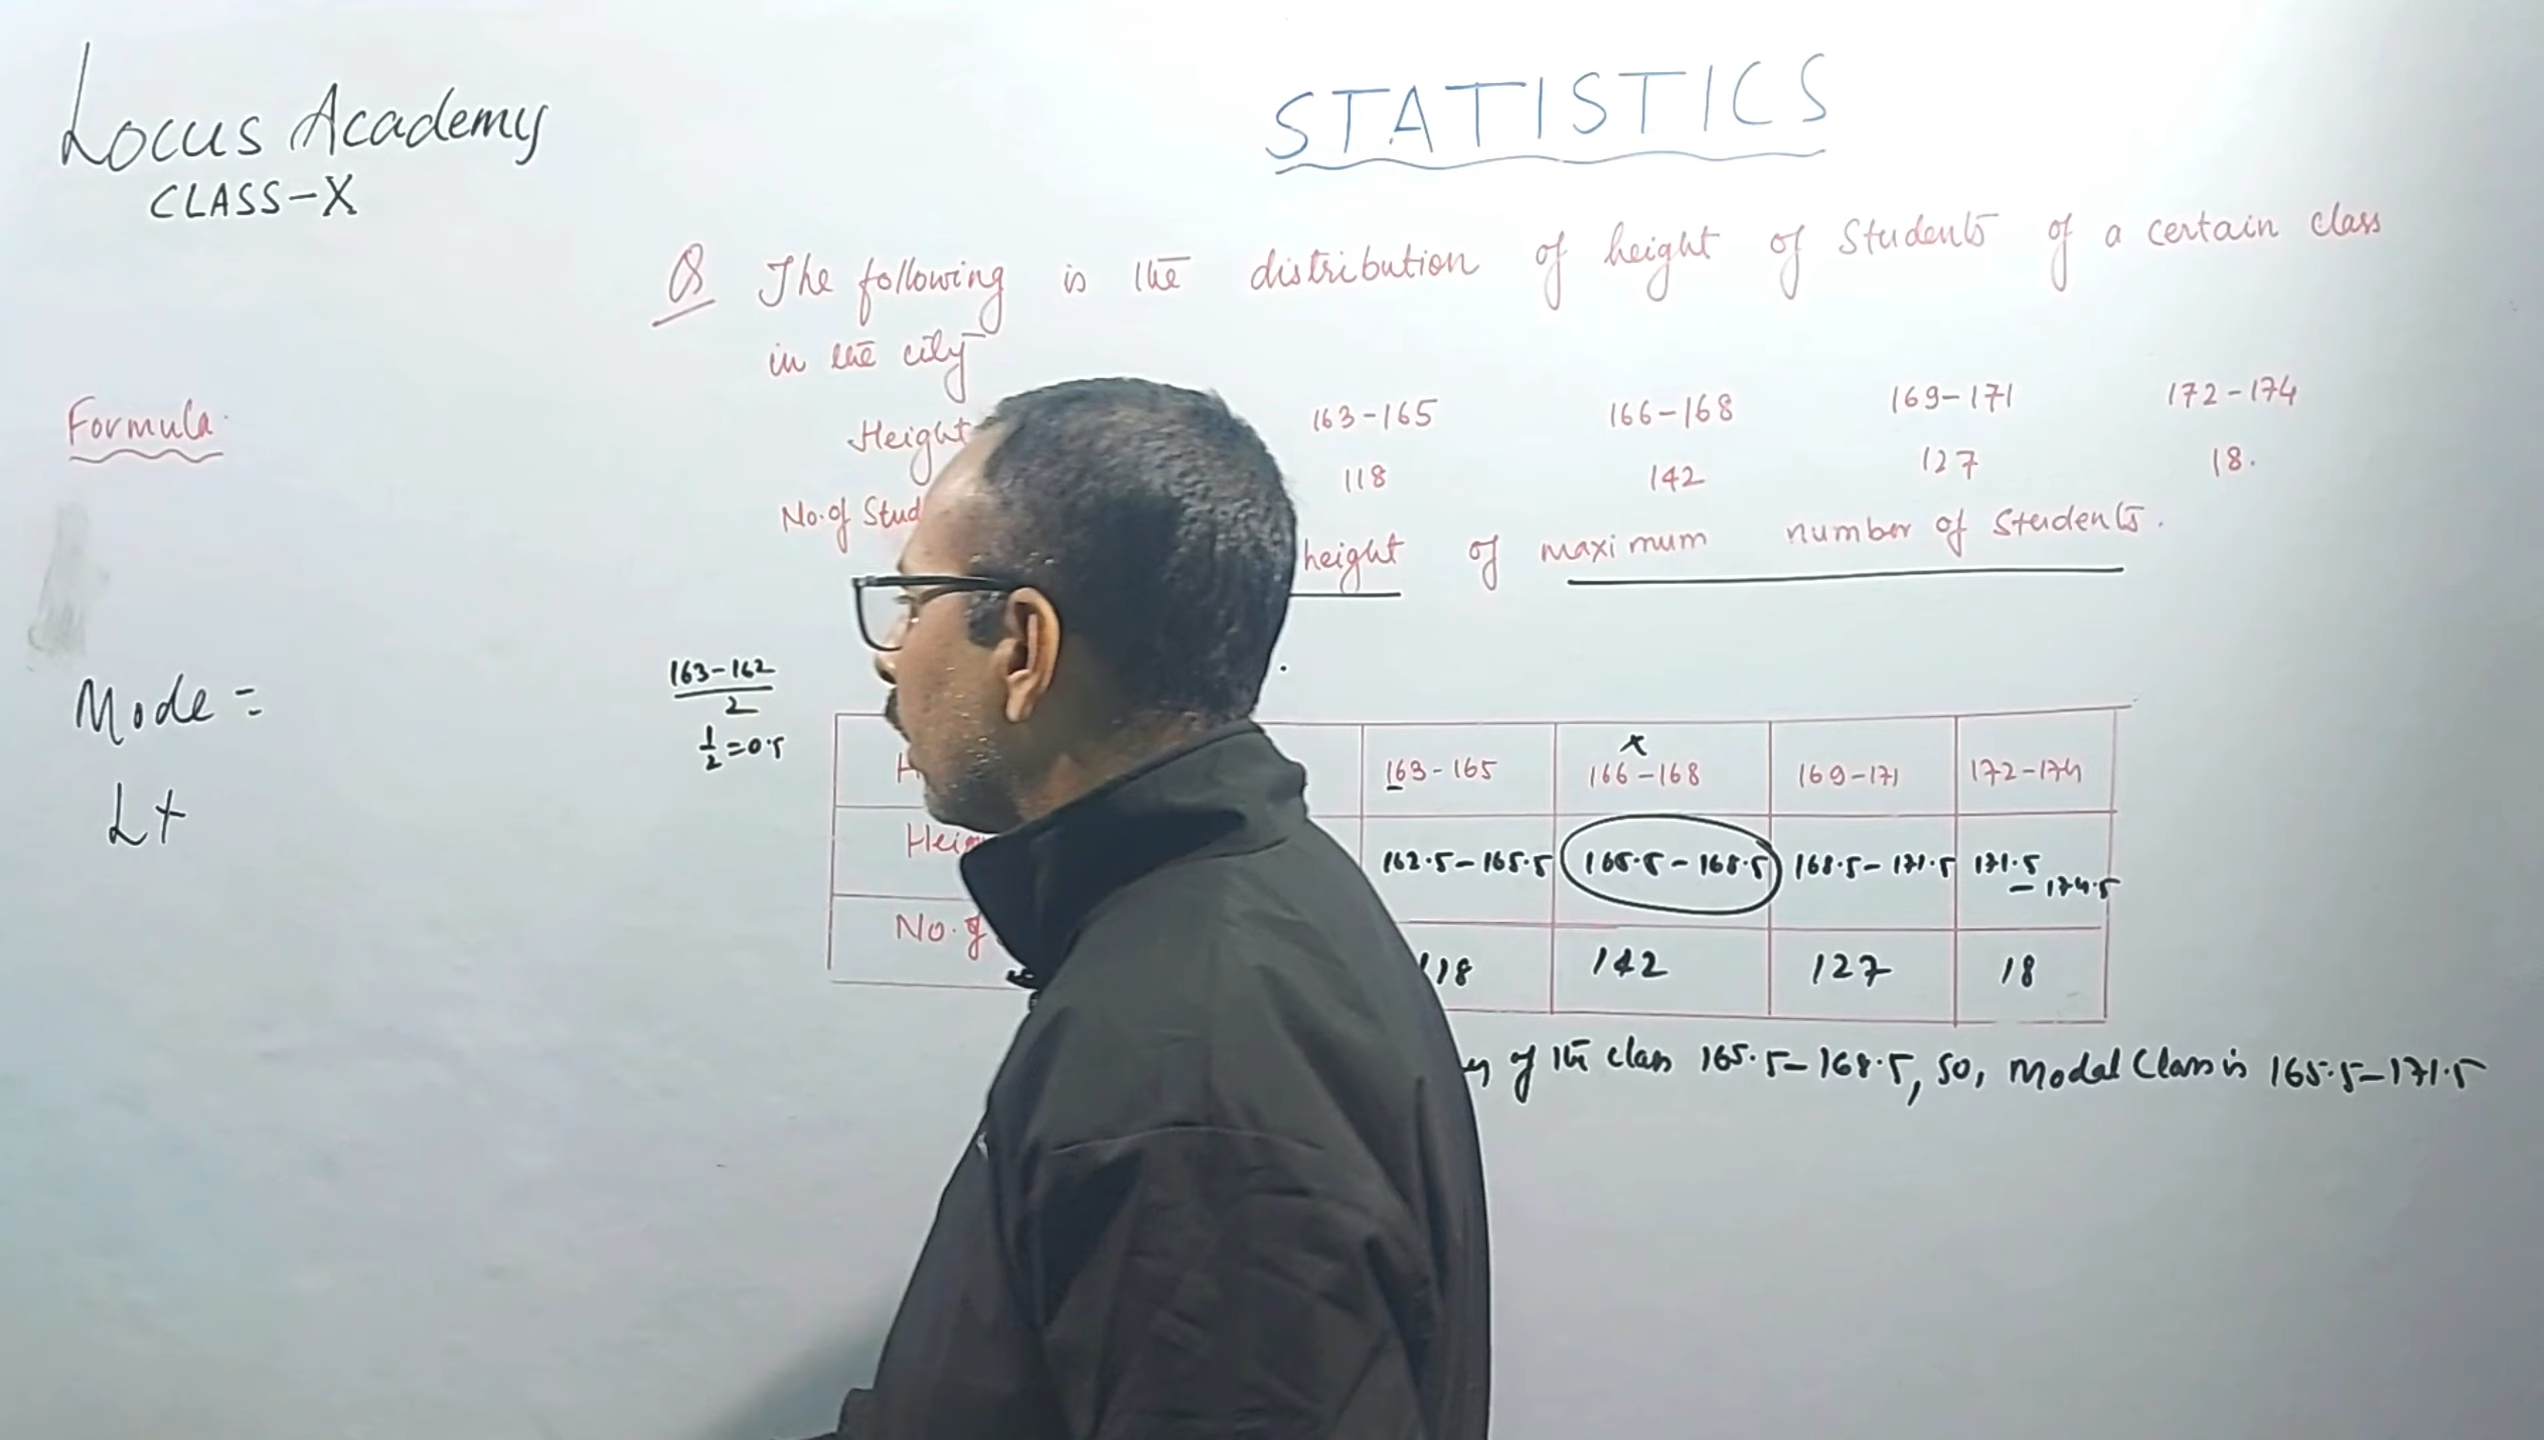 Locus Academy
CLASS-X
STATISTICS
Q The following is the distribution of height of Students of a certain class
in the city
Height 163-165 166-168 169-171 172-174
No. of Stud 118 142 127 18.
height of maximum number of students.
Formula
Mode =
L+
163-162
2
1/2 = 0.5
H 163-165 x 166-168 169-171 172-174
Hei 162.5-165.5 165.5-168.5 168.5-171.5 171.5-174.5
No. of 118 142 127 18
of the class 165.5-168.5, so, Modal Class is 165.5-171.5